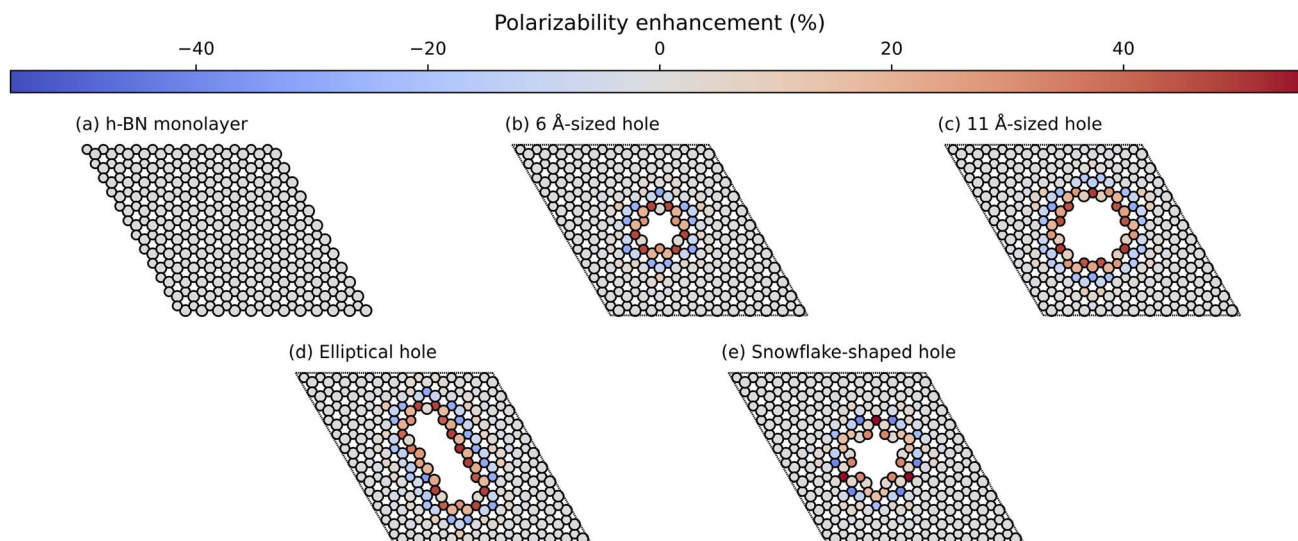 Polarizability enhancement (%)
−40 −20 0 20 40
(a) h-BN monolayer
(b) 6 Å-sized hole
(c) 11 Å-sized hole
(d) Elliptical hole
(e) Snowflake-shaped hole